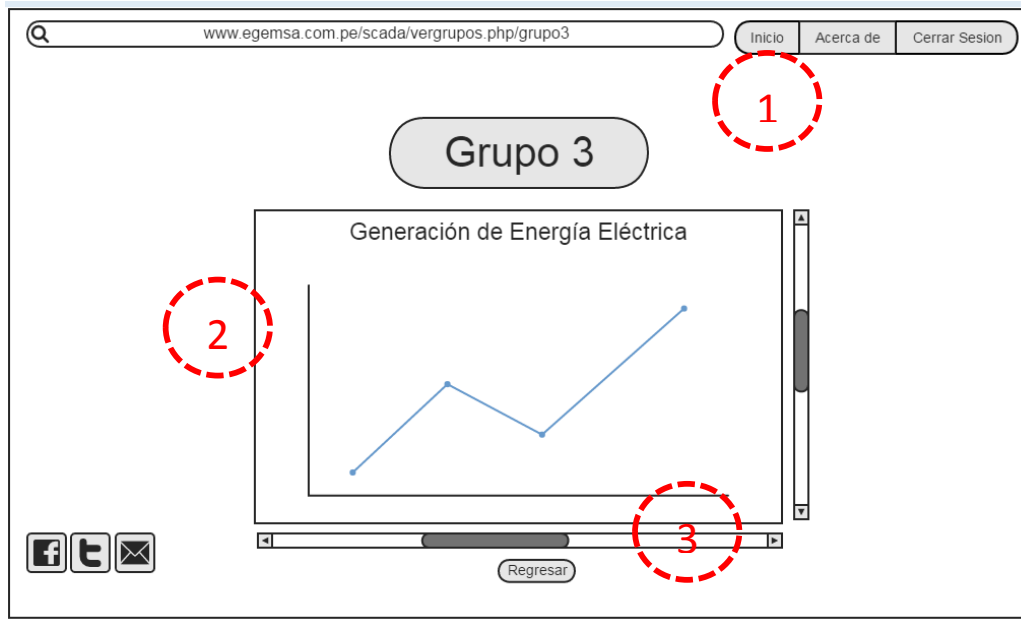 www.egemsa.com.pe/scada/vergrupos.php/grupo3
Inicio
Acerca de
Cerrar Sesion
1
Grupo 3
Generación de Energía Eléctrica
2
3
Regresar